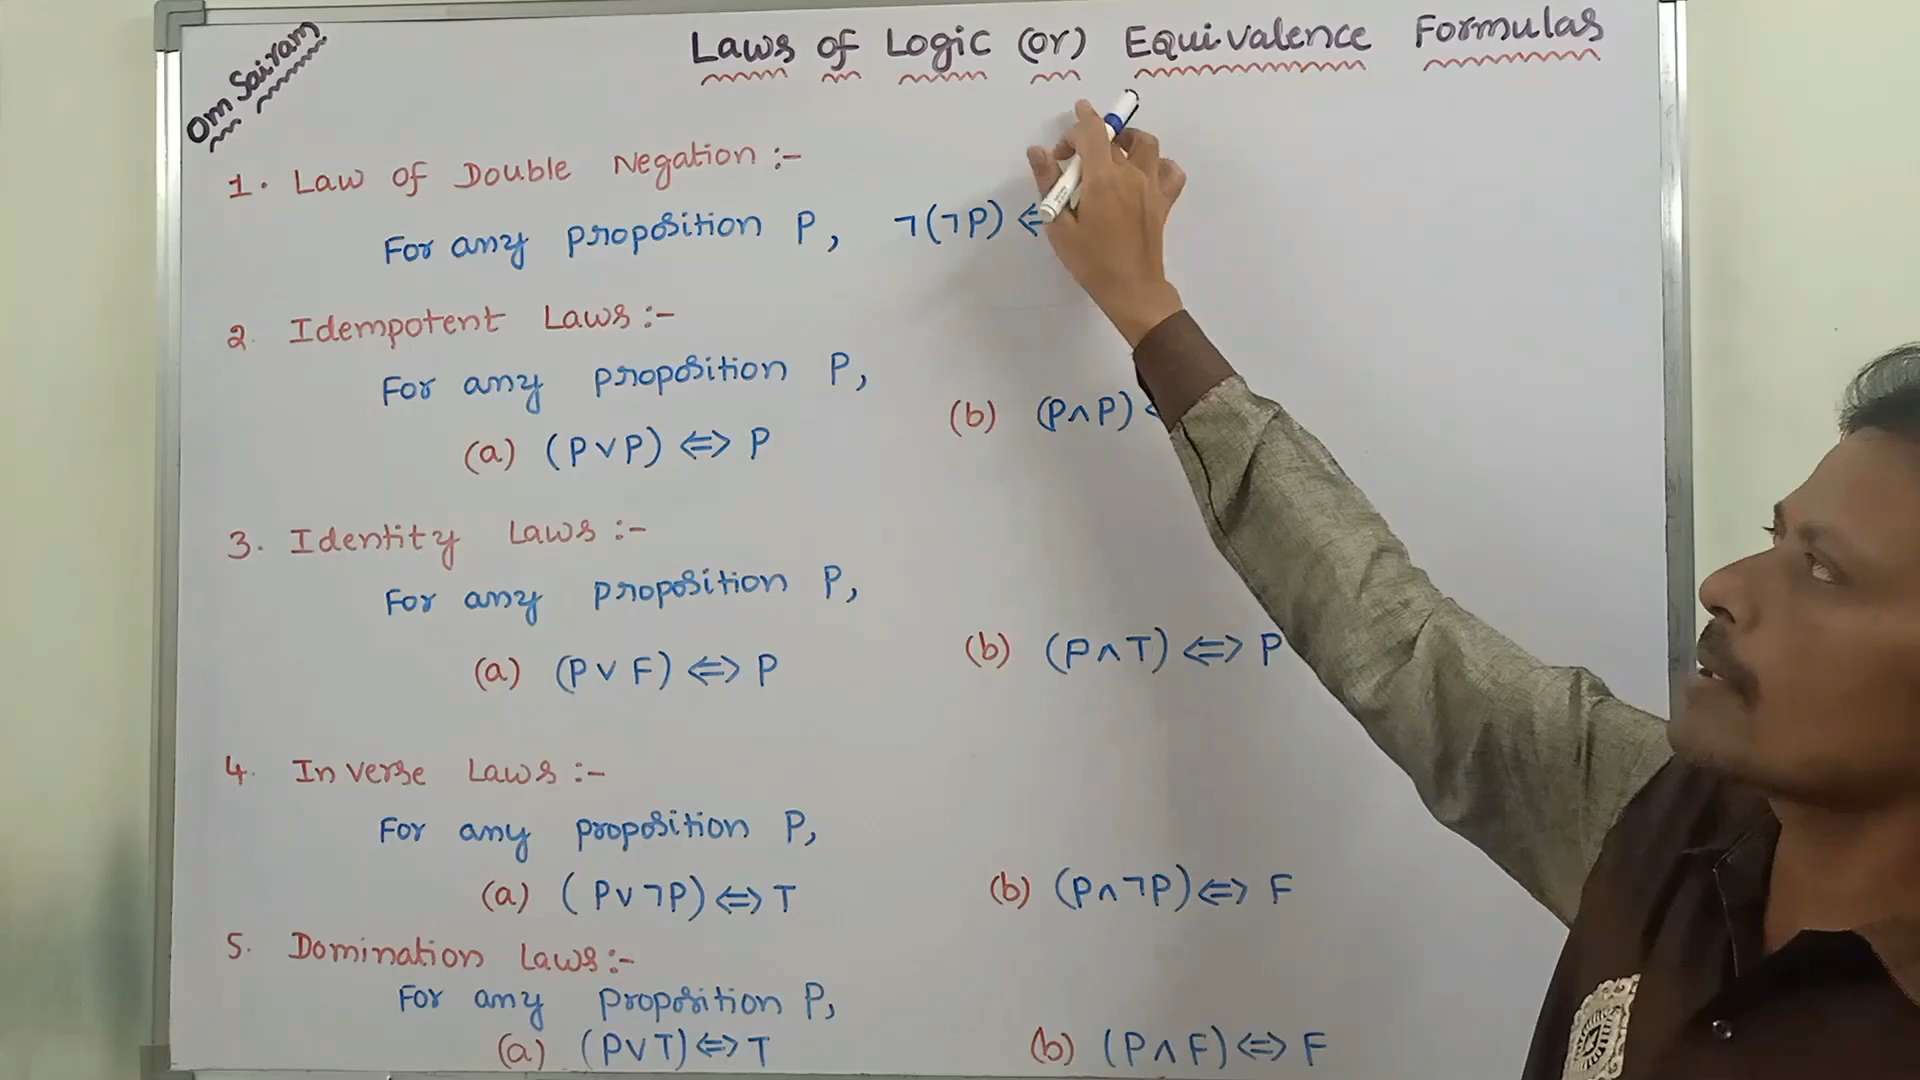 Om Sairam
Laws of Logic (or) Equivalence Formulas
1. Law of Double Negation :-
For any proposition P, ¬(¬P) ⇔
2. Idempotent Laws :-
For any proposition P,
(a) (P∨P) ⇔ P (b) (P∧P) ⇔
3. Identity Laws :-
For any proposition P,
(a) (P∨F) ⇔ P (b) (P∧T) ⇔ P
4. Inverse Laws :-
For any proposition P,
(a) (P∨¬P) ⇔ T (b) (P∧¬P) ⇔ F
5. Domination Laws :-
For any proposition P,
(a) (P∨T) ⇔ T (b) (P∧F) ⇔ F